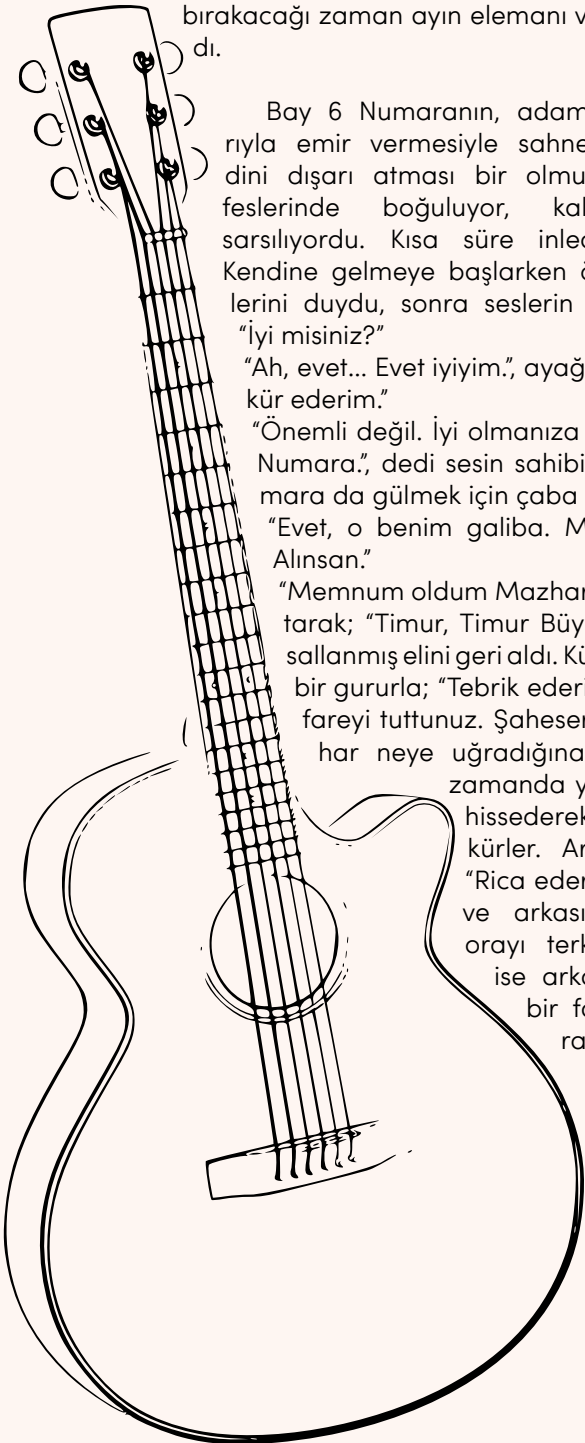 bırakacağı zaman ayın elemanı
dı.
Bay 6 Numaranın, adam
rıyla emir vermesiyle sahne
dini dışarı atması bir olmu
feslerinde boğuluyor, kal
sarsılıyordu. Kısa süre inle
Kendine gelmeye başlarken
lerini duydu, sonra seslerin
“İyi misiniz?”
“Ah, evet... Evet iyiyim.”, ayağ
kür ederim.”
“Önemli değil. İyi olmanıza
Numara.”, dedi sesin sahibi
mara da gülmek için çaba
“Evet, o benim galiba. M
Alınsan.”
“Memnum oldum Mazhar
tarak; “Timur, Timur Büy
sallanmış elini geri aldı. Kü
bir gururla; “Tebrik ederi
fareyi tuttunuz. Şaheser
har neye uğradığına
zamanda y
hissederek
kürler. Ar
“Rica eder
ve arkası
orayı terk
ise arka
bir fa
ra